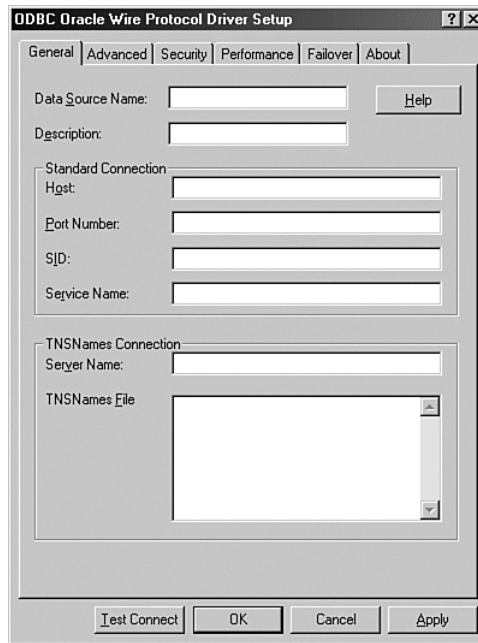 ODBC Oracle Wire Protocol Driver Setup
General Advanced Security Performance Failover About
Data Source Name:
Help
Description:
Standard Connection
Host:
Port Number:
SID:
Service Name:
TNSNames Connection
Server Name:
TNSNames File
Test Connect OK Cancel Apply